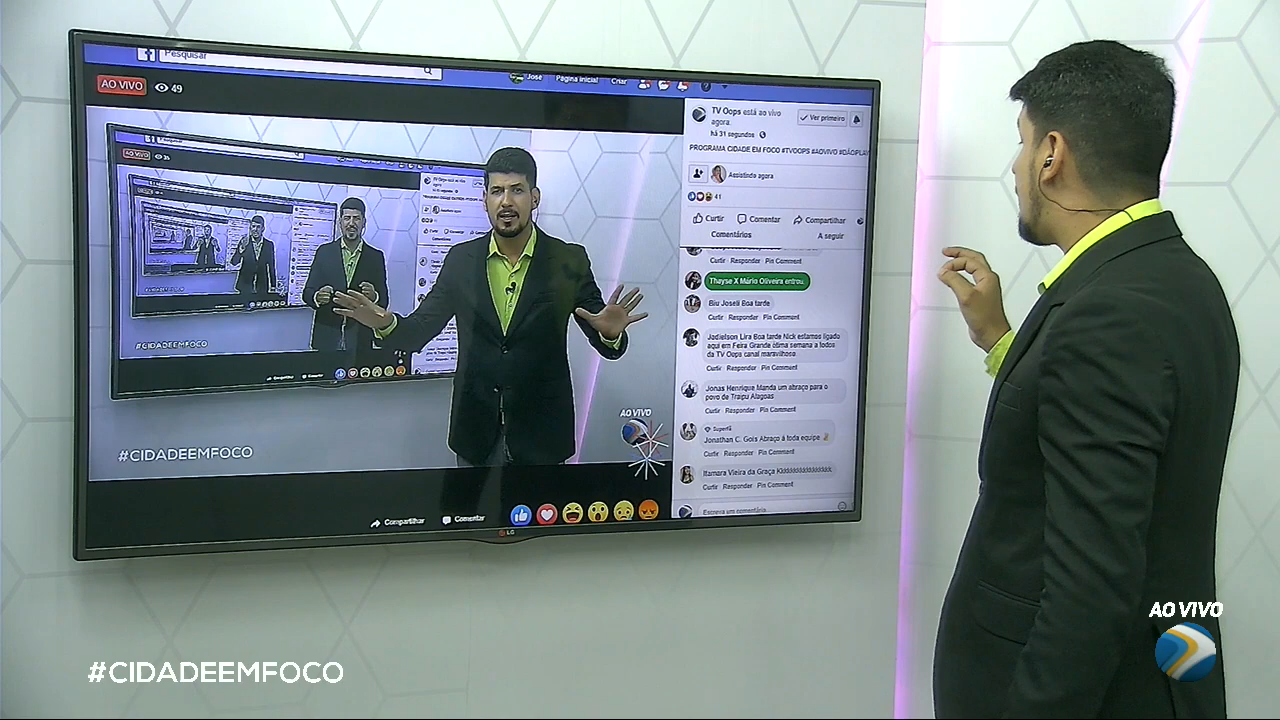 Pesquisar
José Página inicial Criar
AO VIVO 49
TV Oops está ao vivo
agora.
há 31 segundos
Ver primeiro
PROGRAMA CIDADE EM FOCO #TVOOPS #AOVIVO #DÁOPLAY
Assistindo agora
41
Curtir Comentar Compartilhar
Comentários A seguir
Curtir Responder Pin Comment
Thayse X Mário Oliveira entrou.
Biu Joseli Boa tarde
Curtir Responder Pin Comment
Jodielson Lira Boa tarde Nick estamos ligado
aqui em Feira Grande ótima semana a todos
da TV Oops canal maravilhoso
Curtir Responder Pin Comment
Jonas Henrique Manda um abraço para o
povo de Traipu Alagoas
Curtir Responder Pin Comment
Superfã
Jonathan C. Gois Abraço á toda equipe
Curtir Responder Pin Comment
Itamara Vieira da Graça
Curtir Responder Pin Comment
Escreva um comentário
AO VIVO
#CIDADEEMFOCO
AO VIVO
#CIDADEEMFOCO
Compartilhar Comentar
LG
#CIDADEEMFOCO
AO VIVO